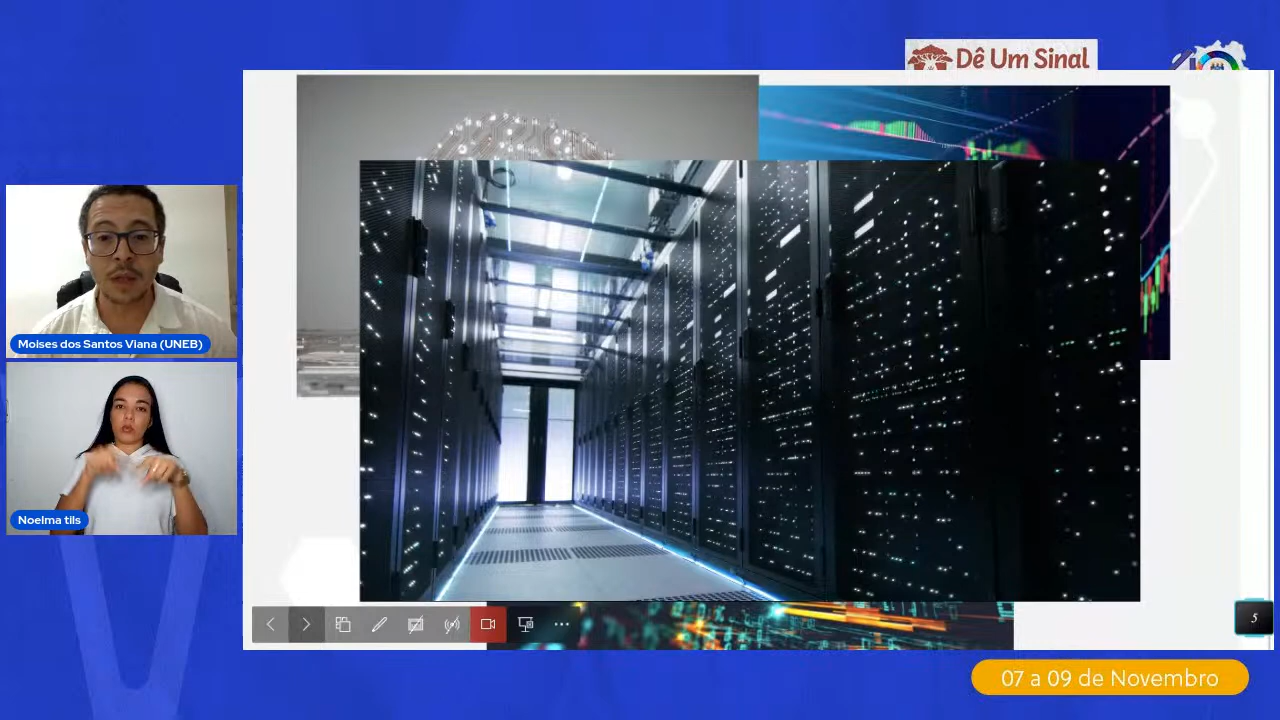 Dê Um Sinal
Moises dos Santos Viana (UNEB)
Noelma tils
5
07 a 09 de Novembro